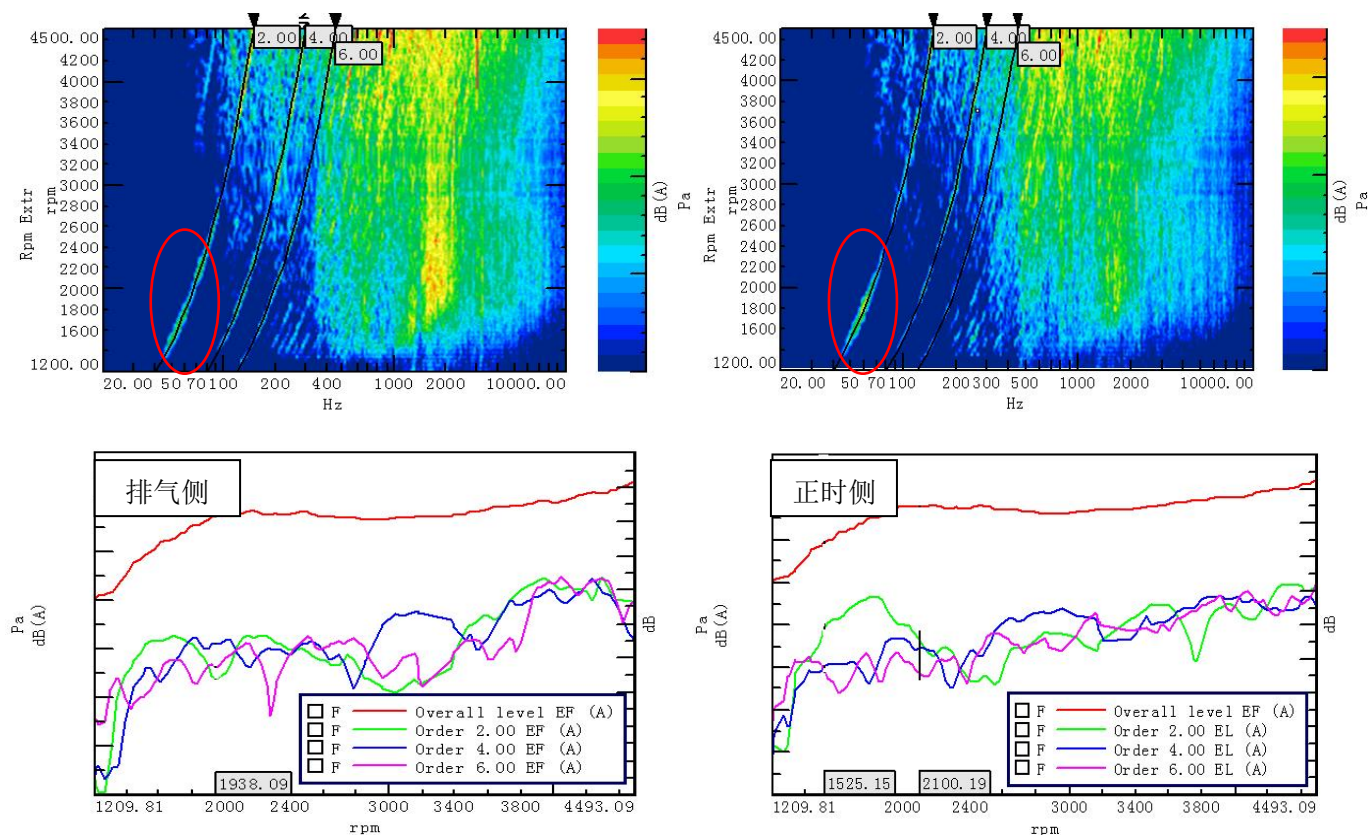 4500.00
4200
4000
3800
3600
3400
3200
3000
2800
2600
2400
2200
2000
1800
1600
1200.00
Rpm Extr
rpm
2.00
4.00
6.00
20.00 50 70 100 200 400 1000 2000 10000.00
Hz
dB(A)
Pa
4500.00
4200
4000
3800
3600
3400
3200
3000
2800
2600
2400
2200
2000
1800
1600
1200.00
Rpm Extr
rpm
2.00
4.00
6.00
20.00 50 70 100 200 300 500 1000 2000 10000.00
Hz
dB(A)
Pa
排气侧
Pa
dB(A)
dB
F Overall level EF (A)
F Order 2.00 EF (A)
F Order 4.00 EF (A)
F Order 6.00 EF (A)
1938.09
1209.81 2000 2400 3000 3400 3800 4493.09
rpm
正时侧
Pa
dB(A)
F Overall level EF (A)
F Order 2.00 EL (A)
F Order 4.00 EL (A)
F Order 6.00 EL (A)
1525.15 2100.19
1209.81 2000 2400 3000 3400 3800 4493.09
rpm